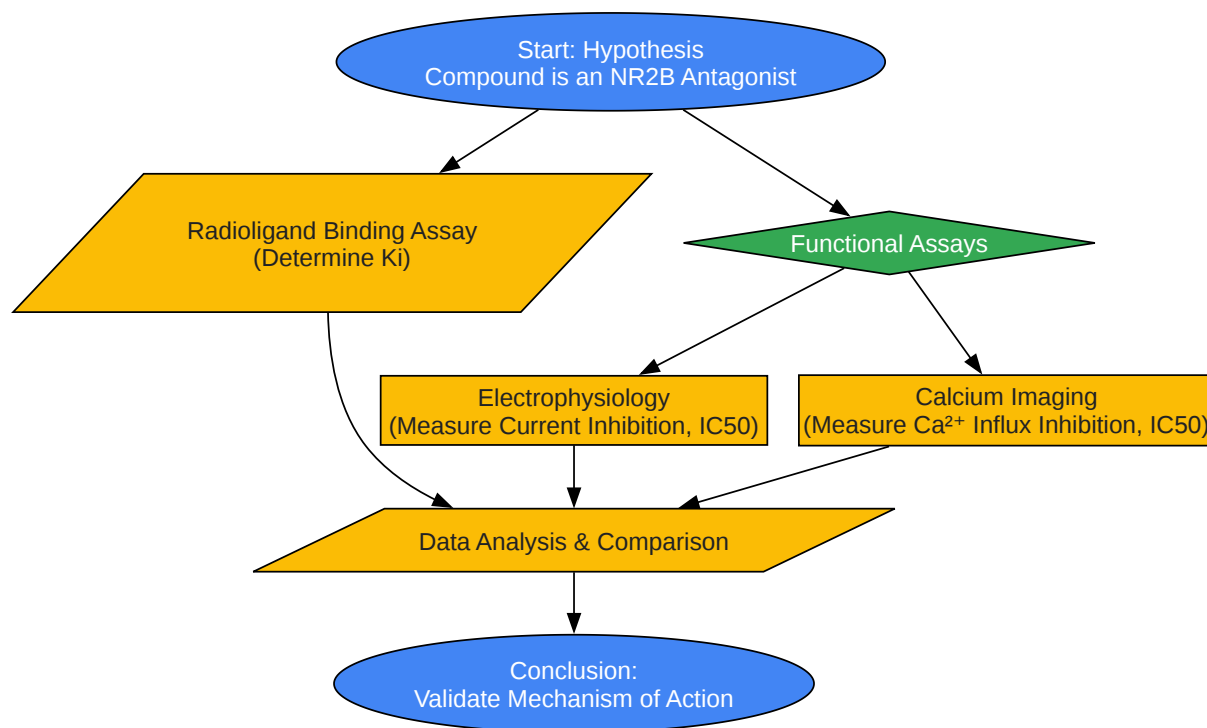 Start: Hypothesis
Compound is an NR2B Antagonist
Radioligand Binding Assay
(Determine Ki)
Functional Assays
Electrophysiology
(Measure Current Inhibition, IC50)
Calcium Imaging
(Measure Ca²⁺ Influx Inhibition, IC50)
Data Analysis & Comparison
Conclusion:
Validate Mechanism of Action